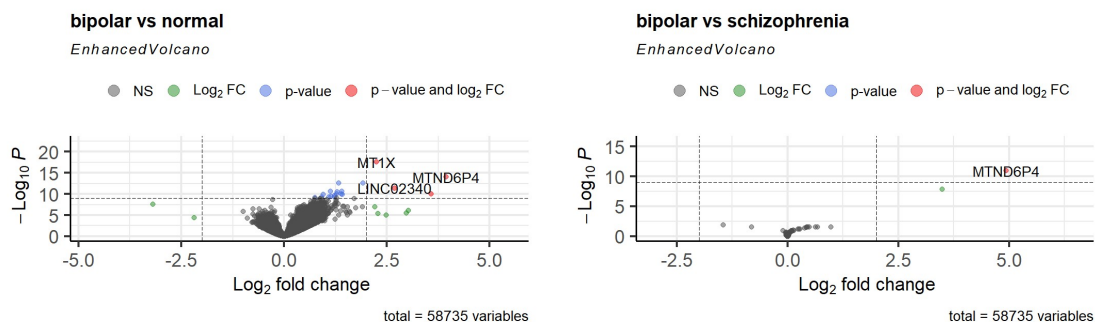 bipolar vs normal
EnhancedVolcano
NS Log2 FC p-value p−value and log2 FC
20
15
10
5
0
−Log10 P
MT1X
MTND6P4
LINC02340
-5.0 -2.5 0.0 2.5 5.0
Log2 fold change
total = 58735 variables
bipolar vs schizophrenia
EnhancedVolcano
NS Log2 FC p-value p−value and log2 FC
15
10
5
0
−Log10 P
MTND6P4
-2.5 0.0 2.5 5.0
Log2 fold change
total = 58735 variables